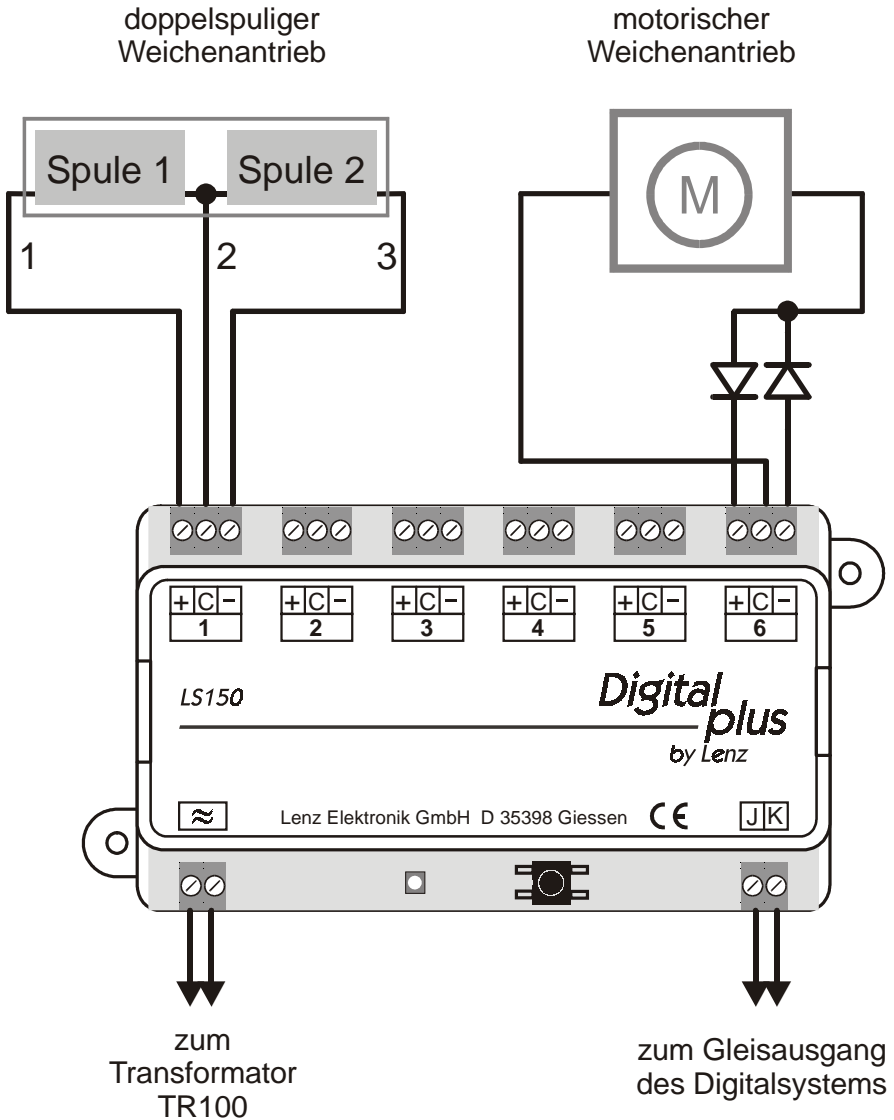 doppelspuliger
Weichenantrieb
motorischer
Weichenantrieb
Spule 1
Spule 2
M
1
2
3
+ C -
1
+ C -
2
+ C -
3
+ C -
4
+ C -
5
+ C -
6
LS150
Digital
plus
by Lenz
≈
Lenz Elektronik GmbH D 35398 Giessen CE
J K
zum
Transformator
TR100
zum Gleisausgang
des Digitalsystems